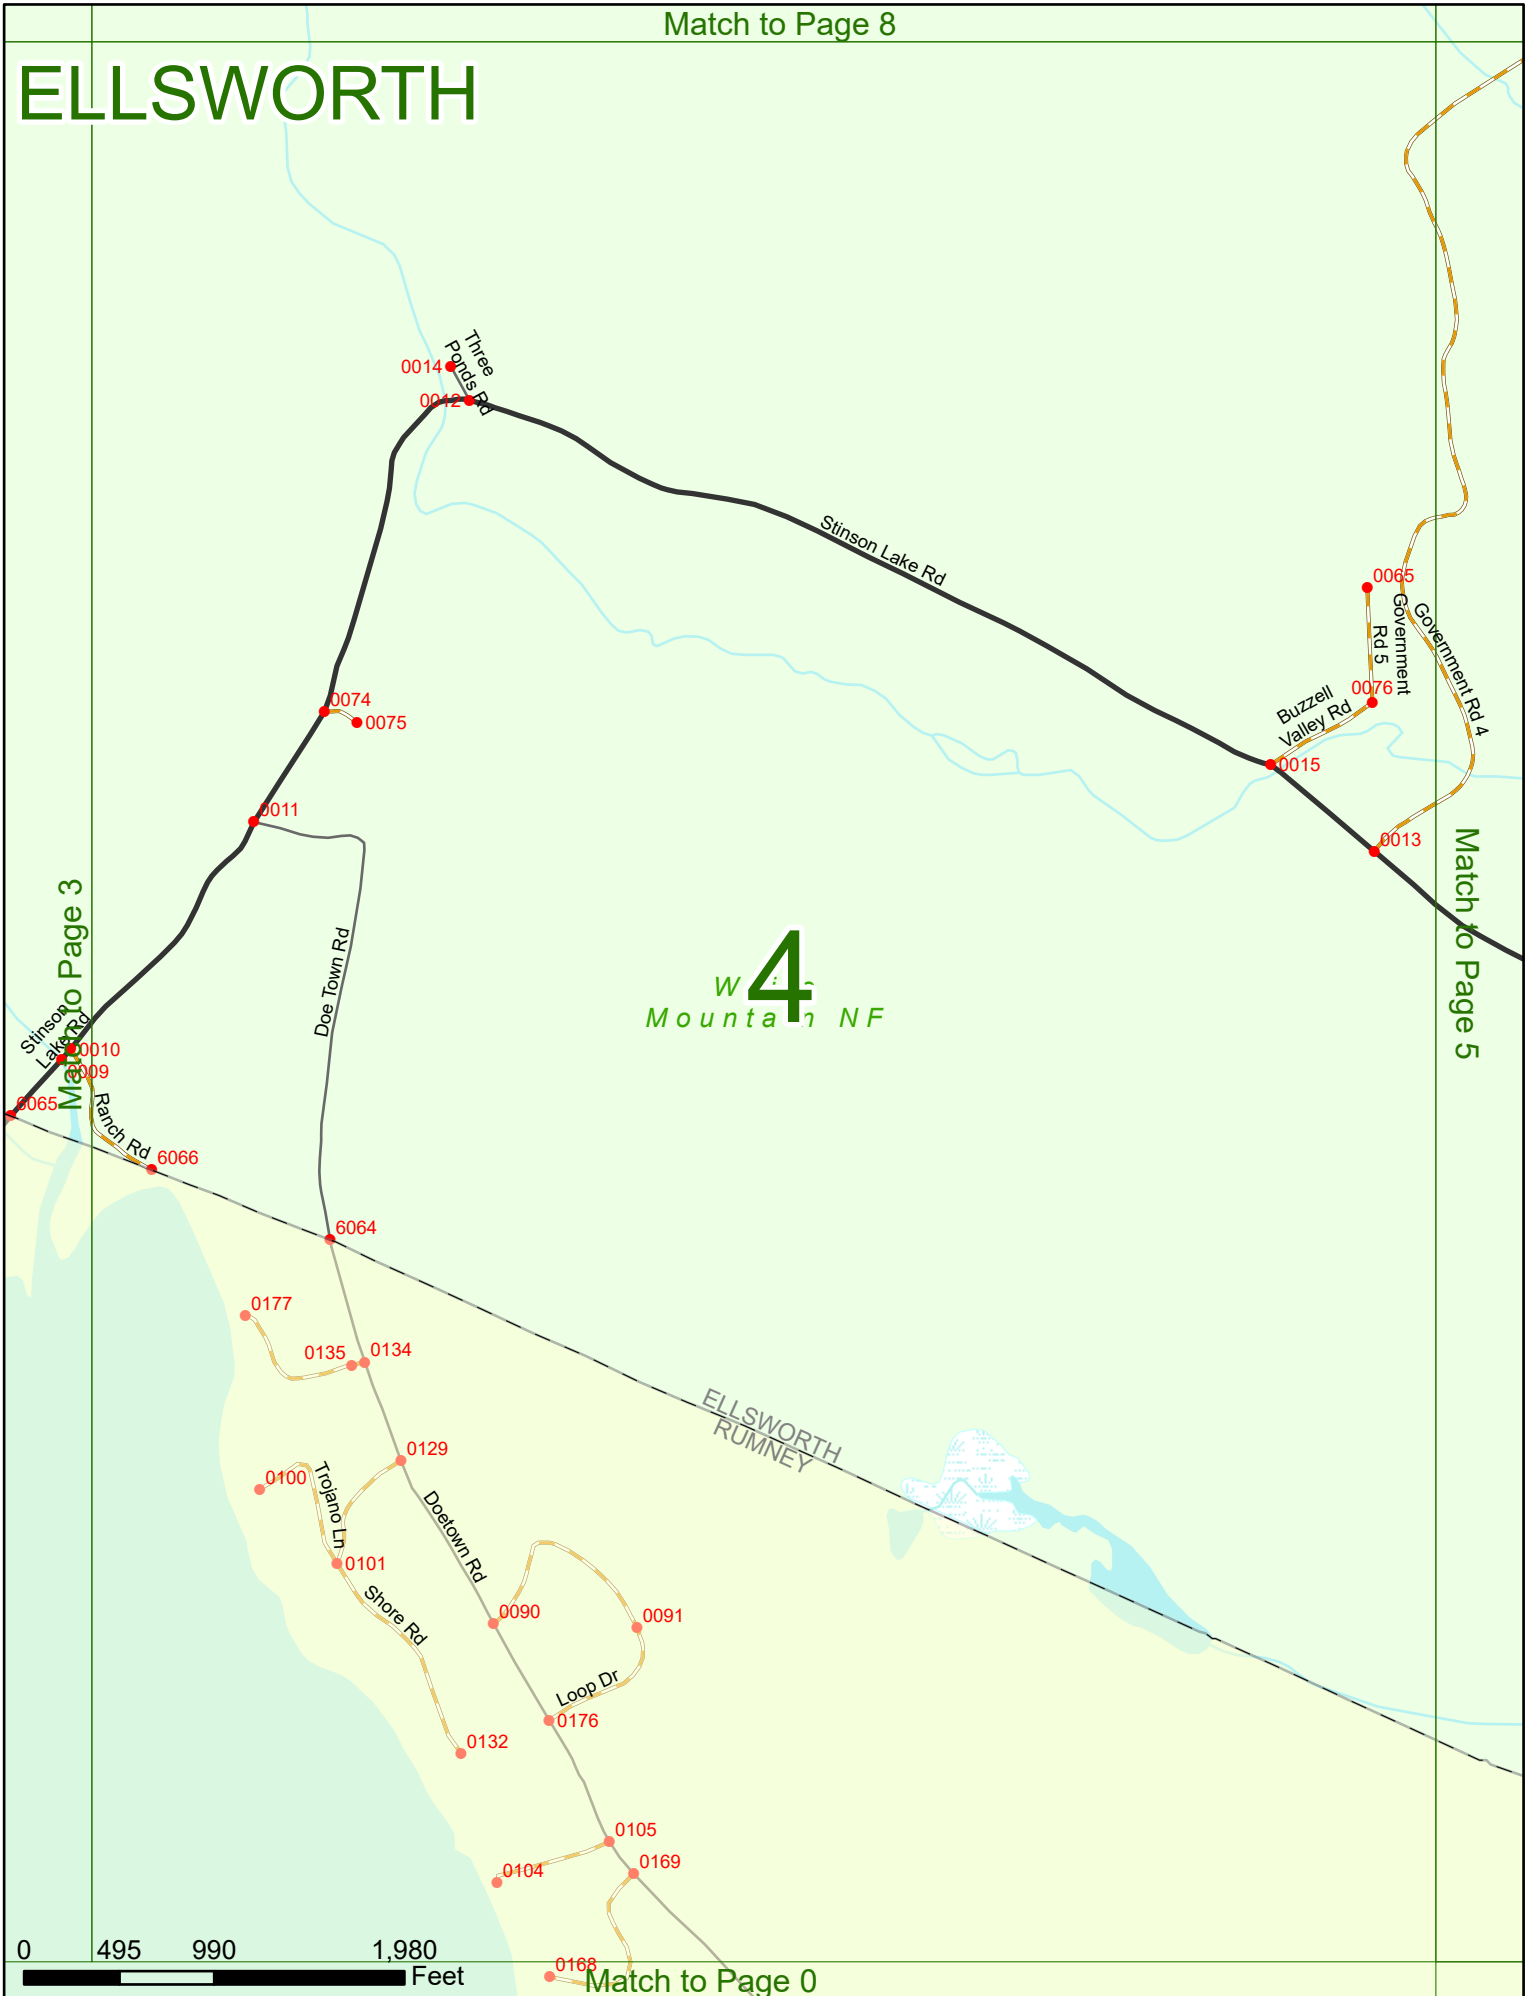 Match to Page 8
ELLSWORTH
Three
Ponds Rd
0014
0012
Stinson Lake Rd
0065
Government
Rd 5
Government Rd 4
0076
Buzzell
Valley Rd
0074
0075
0015
0011
0013
Match to Page 3
Match to Page 5
Doe Town Rd
4
Mountain NF
Stinson
Lake Rd
0010
0009
6065
Ranch Rd
6066
6064
0177
0135
0134
ELLSWORTH
RUMNEY
0129
0100
Trojano Ln
Doetown Rd
0101
Shore Rd
0090
0091
Loop Dr
0176
0132
0105
0169
0104
0168
0 495 990 1,980
Feet
Match to Page 0